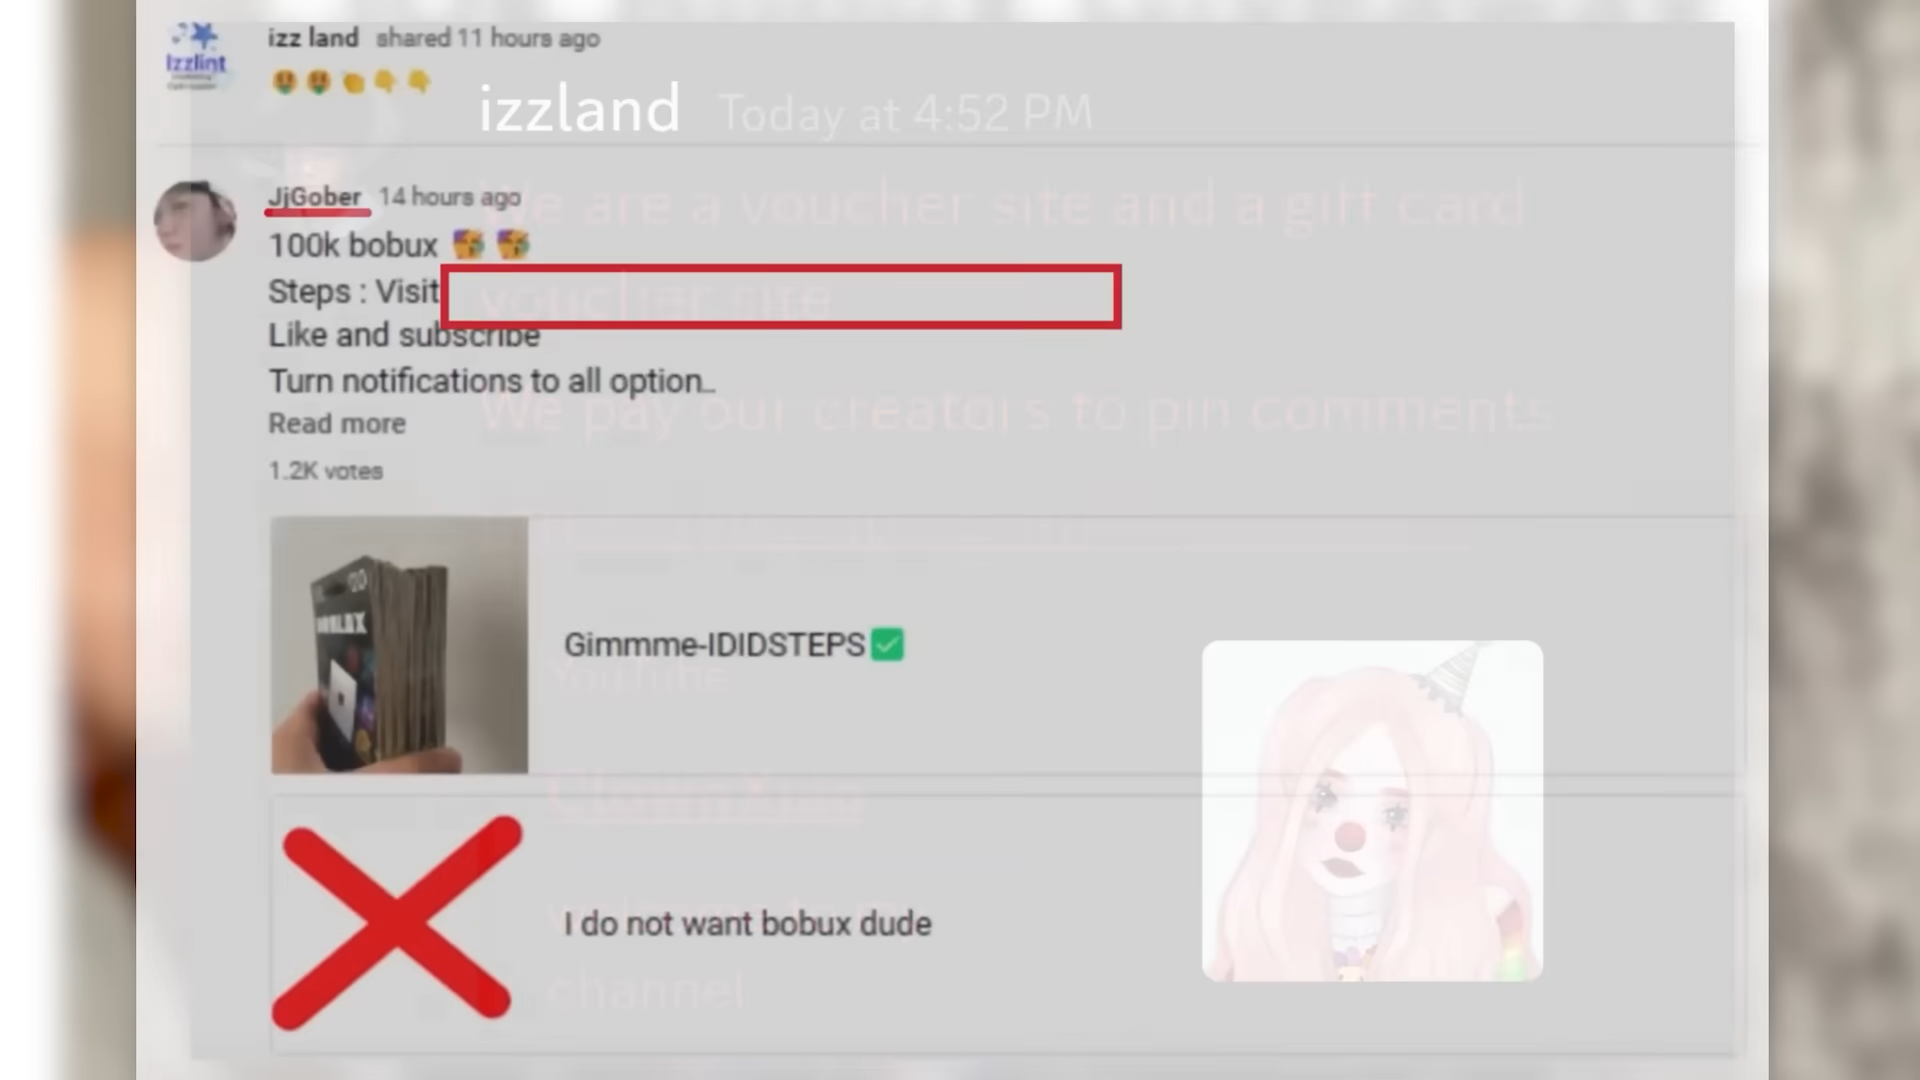 izz land shared 11 hours ago
Izzlint
izzland Today at 4:52 PM
JjGober 14 hours ago
We are a voucher site and a gift card
100k bobux
Steps : Visit
voucher site
Like and subscribe
Turn notifications to all option...
We pay our creators to pin comments
Read more
1.2K votes
ROBLOX
Gimmme-IDIDSTEPS
YouTube
I do not want bobux dude
channel